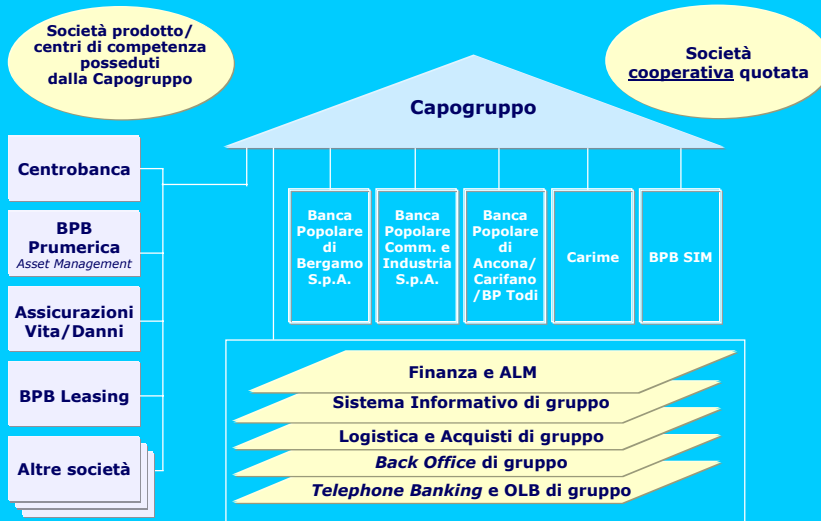 Società prodotto/
centri di competenza
posseduti
dalla Capogruppo
Società
cooperativa quotata
Capogruppo
Centrobanca
BPB
Prumerica
Asset Management
Assicurazioni
Vita/Danni
BPB Leasing
Altre società
Banca
Popolare
di
Bergamo
S.p.A.
Banca
Popolare
Comm. e
Industria
S.p.A.
Banca
Popolare
di
Ancona/
Carifano
/BP Todi
Carime
BPB SIM
Finanza e ALM
Sistema Informativo di gruppo
Logistica e Acquisti di gruppo
Back Office di gruppo
Telephone Banking e OLB di gruppo